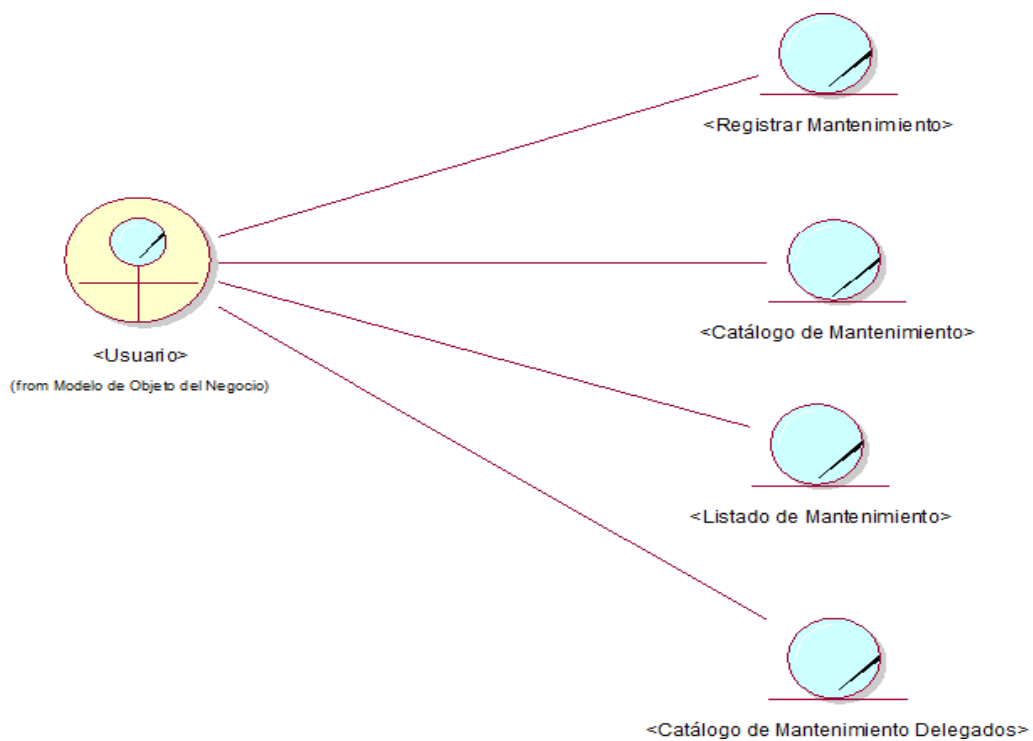 <Registrar Mantenimiento>
<Usuario>
(from Modelo de Objeto del Negocio)
<Catálogo de Mantenimiento>
<Listado de Mantenimiento>
<Catálogo de Mantenimiento Delegados>